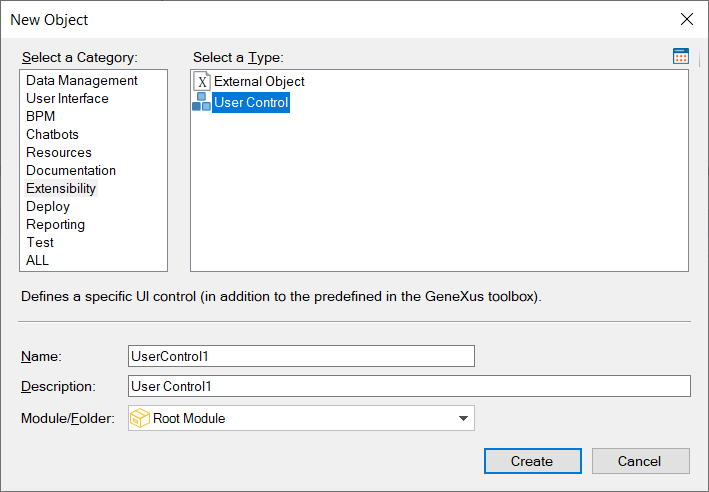 New Object
Select a Category:
Select a Type:
Data Management
User Interface
BPM
Chatbots
Resources
Documentation
Extensibility
Deploy
Reporting
Test
ALL
X External Object
User Control
Defines a specific UI control (in addition to the predefined in the GeneXus toolbox).
Name: UserControl1
Description: User Control1
Module/Folder: Root Module
Create
Cancel